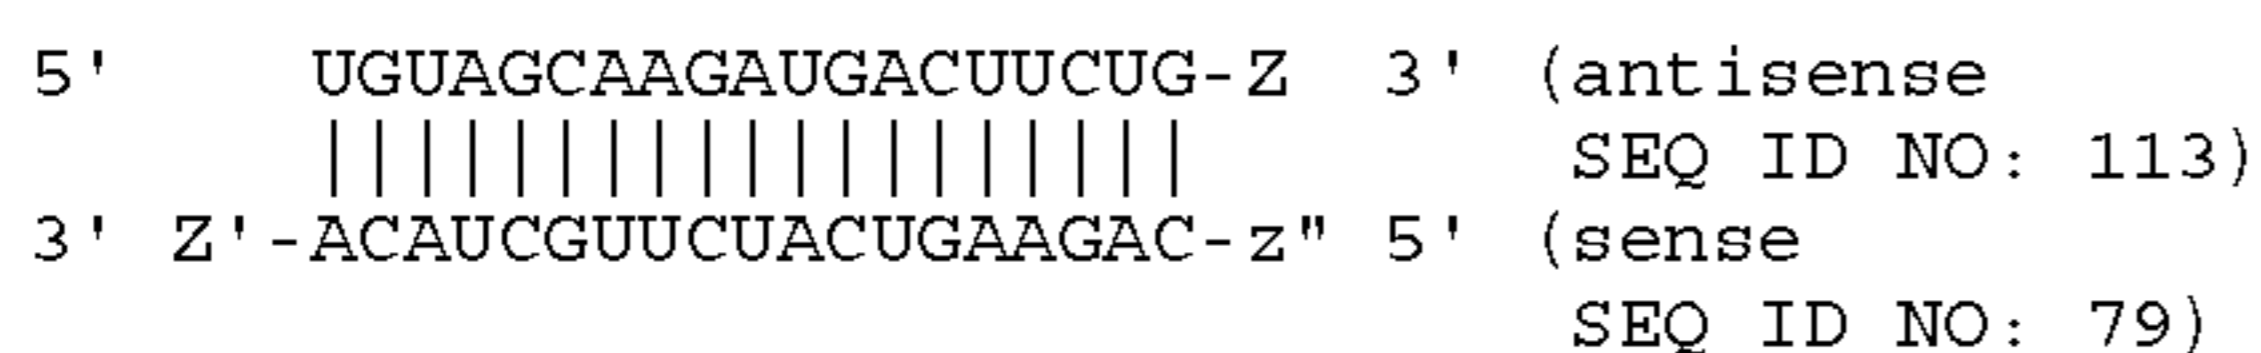 5' UGUAGCAAGAUGACUUCUG-Z 3' (antisense
||||||||||||||||||| SEQ ID NO: 113)
3' Z'-ACAUCGUUCUACUGAAGAC-z" 5' (sense
SEQ ID NO: 79)